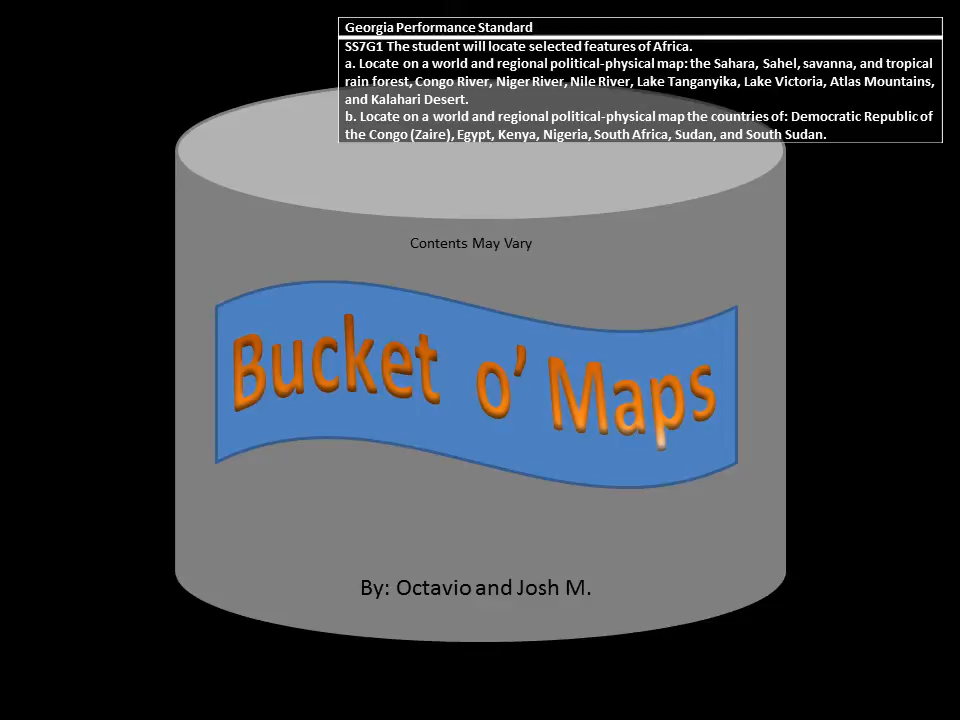 Georgia Performance Standard
SS7G1 The student will locate selected features of Africa.
a. Locate on a world and regional political-physical map: the Sahara, Sahel, savanna, and tropical
rain forest, Congo River, Niger River, Nile River, Lake Tanganyika, Lake Victoria, Atlas Mountains,
and Kalahari Desert.
b. Locate on a world and regional political-physical map the countries of: Democratic Republic of
the Congo (Zaire), Egypt, Kenya, Nigeria, South Africa, Sudan, and South Sudan.
Contents May Vary
Bucket o’ Maps
By: Octavio and Josh M.